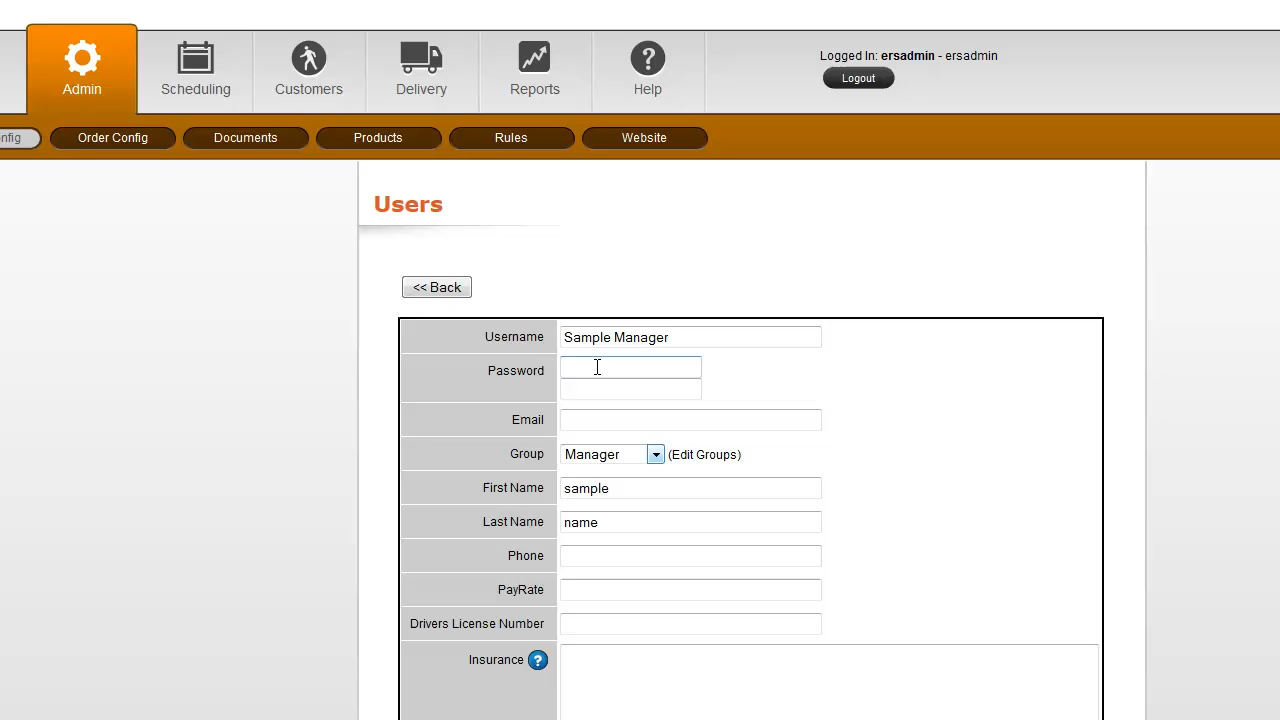 Admin
Scheduling
Customers
Delivery
Reports
Help
Logged In: ersadmin - ersadmin
Logout
nfig
Order Config
Documents
Products
Rules
Website
Users
<< Back
Username
Sample Manager
Password
Email
Group
Manager
(Edit Groups)
First Name
sample
Last Name
name
Phone
PayRate
Drivers License Number
Insurance ?